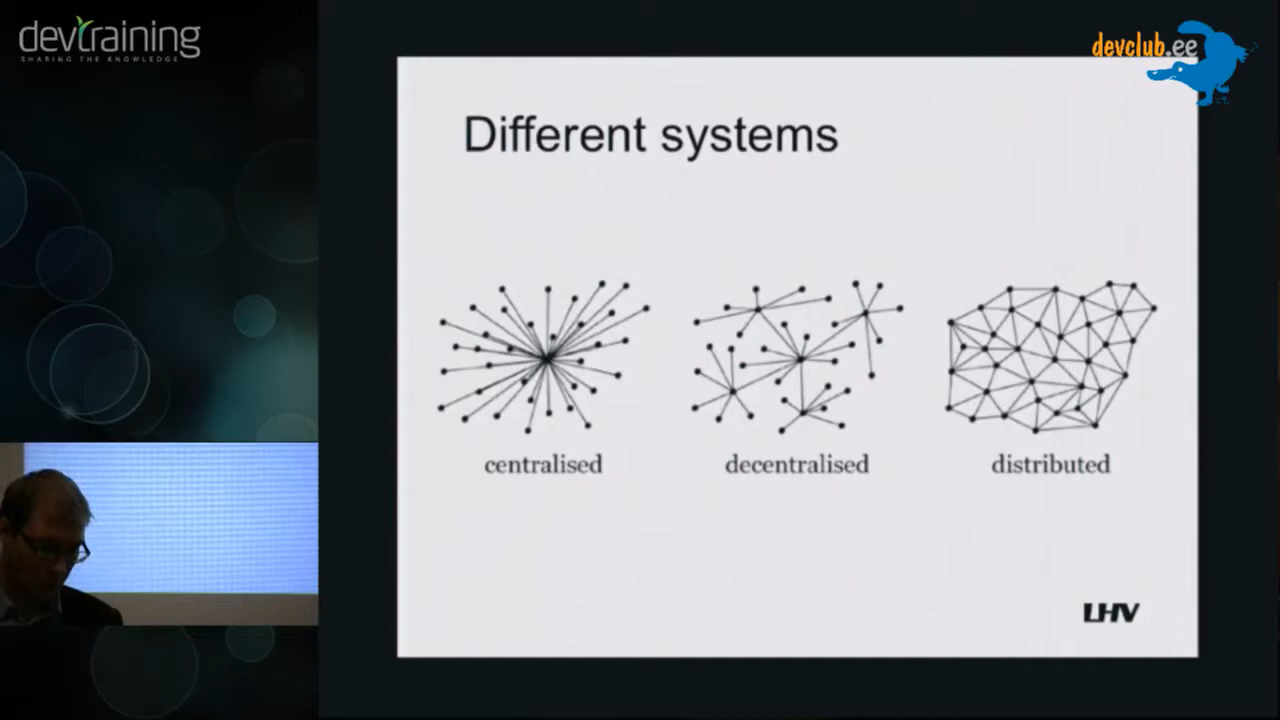 devtraining
SHARING THE KNOWLEDGE
devclub.ee
Different systems
centralised
decentralised
distributed
LHV